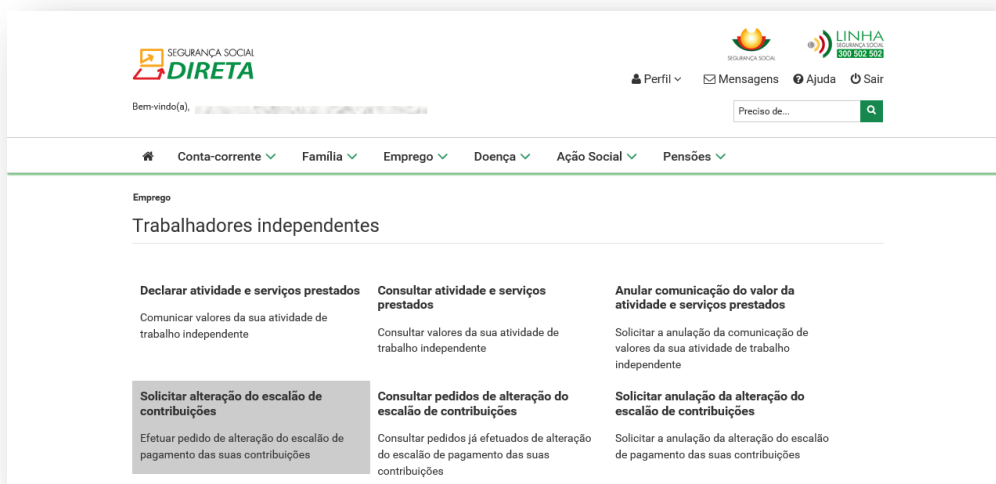 SEGURANÇA SOCIAL
DIRETA
SEGURANÇA SOCIAL
LINHA
SEGURANÇA SOCIAL
300 502 502
Perfil
Mensagens
Ajuda
Sair
Bem-vindo(a),
Preciso de...
Conta-corrente
Família
Emprego
Doença
Ação Social
Pensões
Emprego
Trabalhadores independentes
Declarar atividade e serviços prestados
Comunicar valores da sua atividade de
trabalho independente
Consultar atividade e serviços
prestados
Consultar valores da sua atividade de
trabalho independente
Anular comunicação do valor da
atividade e serviços prestados
Solicitar a anulação da comunicação de
valores da sua atividade de trabalho
independente
Solicitar alteração do escalão de
contribuições
Efetuar pedido de alteração do escalão de
pagamento das suas contribuições
Consultar pedidos de alteração do
escalão de contribuições
Consultar pedidos já efetuados de alteração
do escalão de pagamento das suas
contribuições
Solicitar anulação da alteração do
escalão de contribuições
Solicitar a anulação da alteração do escalão
de pagamento das suas contribuições